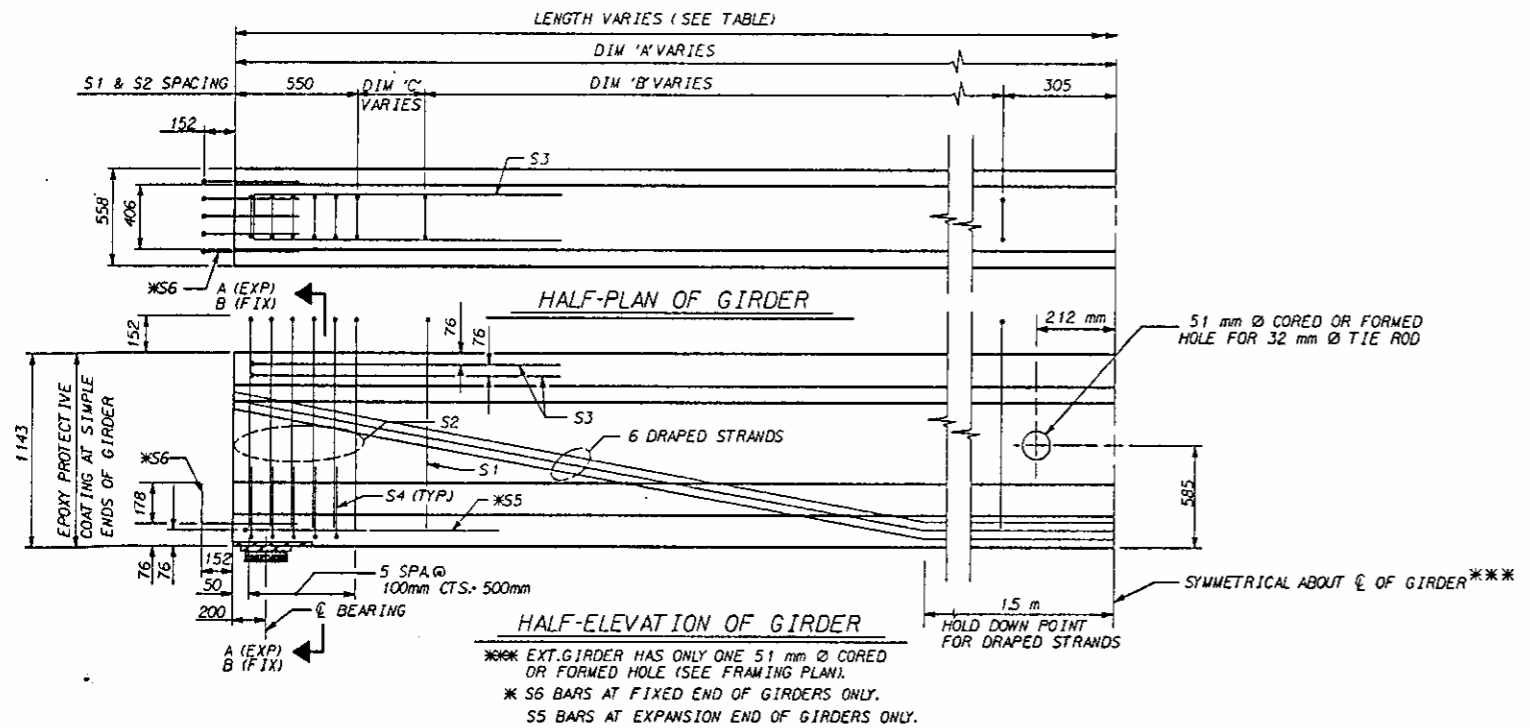 LENGTH VARIES (SEE TABLE)
DIM 'A' VARIES
S1 & S2 SPACING
550
DIM 'C' VARIES
DIM 'B' VARIES
305
152
S3
558
406
*S6
A (EXP)
B (FIX)
HALF-PLAN OF GIRDER
152
76
76
212 mm
51 mm Ø CORED OR FORMED
HOLE FOR 32 mm Ø TIE ROD
1143
EPOXY PROTECTIVE
COATING AT SIMPLE
ENDS OF GIRDER
S3
S2
6 DRAPED STRANDS
*S6
S1
S4 (TYP.)
*S5
178
585
76
76
152
50
200
5 SPA.@
100mm CTS.= 500mm
℄ BEARING
SYMMETRICAL ABOUT ℄ OF GIRDER ***
1.5 m
HOLD DOWN POINT
FOR DRAPED STRANDS
A (EXP)
B (FIX)
HALF-ELEVATION OF GIRDER
*** EXT.GIRDER HAS ONLY ONE 51 mm Ø CORED
OR FORMED HOLE (SEE FRAMING PLAN).
* S6 BARS AT FIXED END OF GIRDERS ONLY.
S5 BARS AT EXPANSION END OF GIRDERS ONLY.